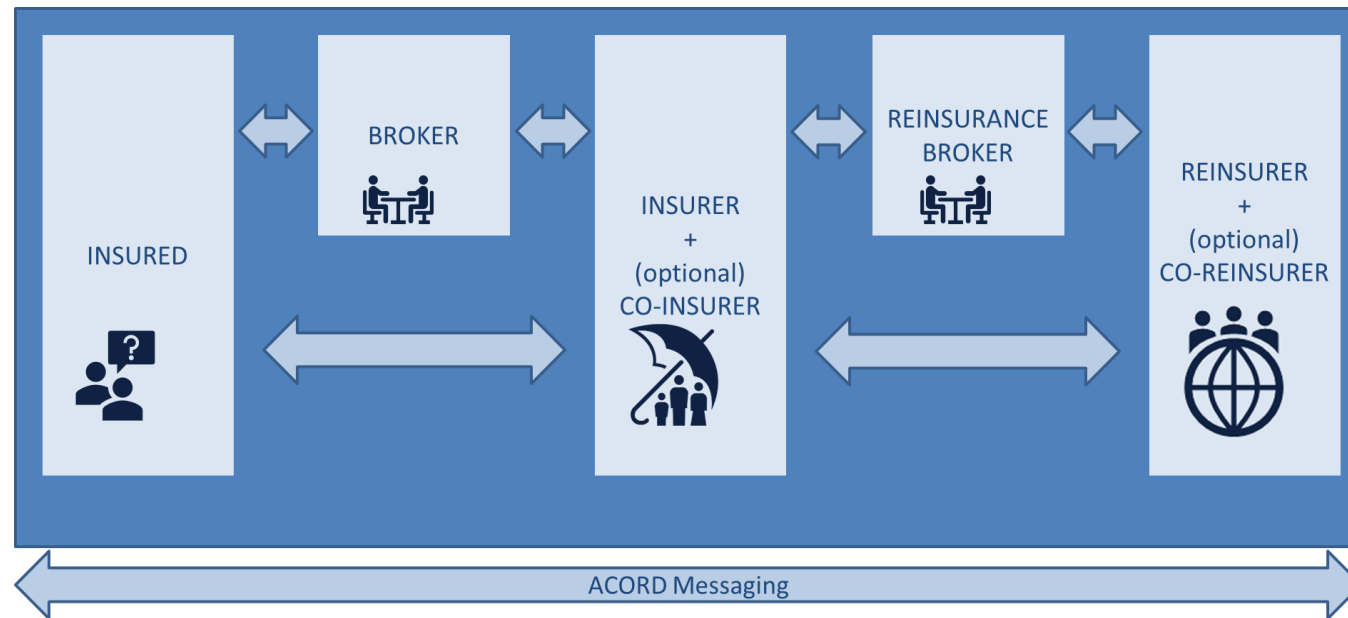 INSURED
BROKER
INSURER
+
(optional)
CO-INSURER
REINSURANCE
BROKER
REINSURER
+
(optional)
CO-REINSURER
?
ACORD Messaging